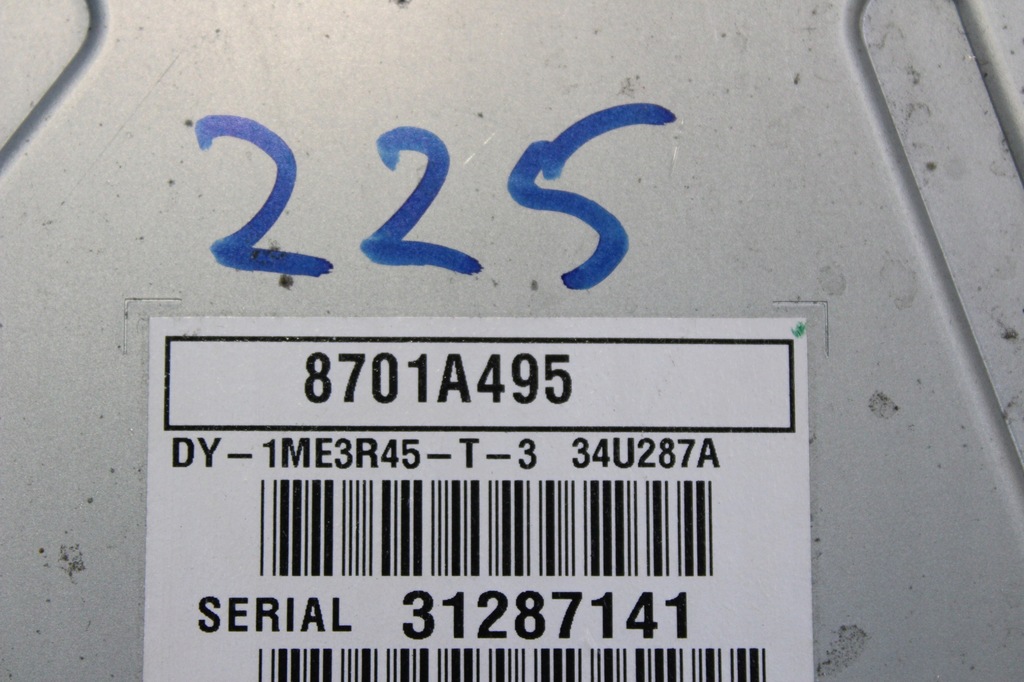 225
8701A495
DY-1ME3R45-T-3 34U287A
SERIAL 31287141